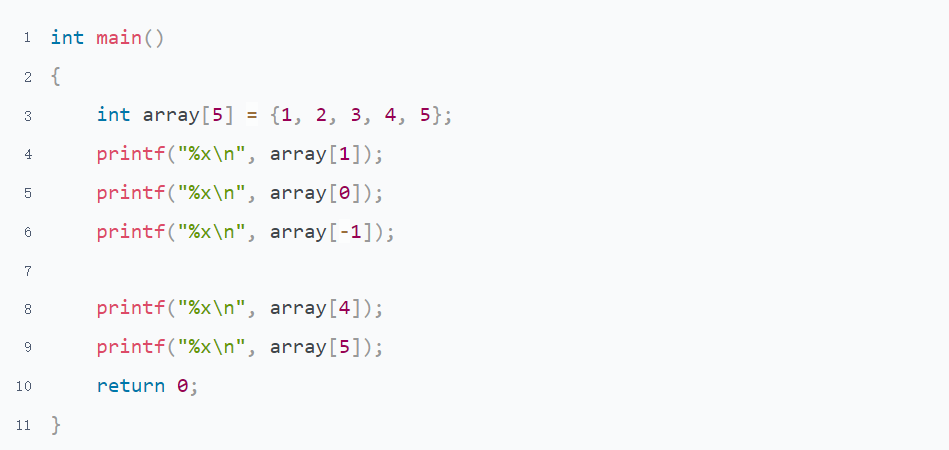 1 int main()
2 {
3     int array[5] = {1, 2, 3, 4, 5};
4     printf("%x\n", array[1]);
5     printf("%x\n", array[0]);
6     printf("%x\n", array[-1]);
7
8     printf("%x\n", array[4]);
9     printf("%x\n", array[5]);
10     return 0;
11 }